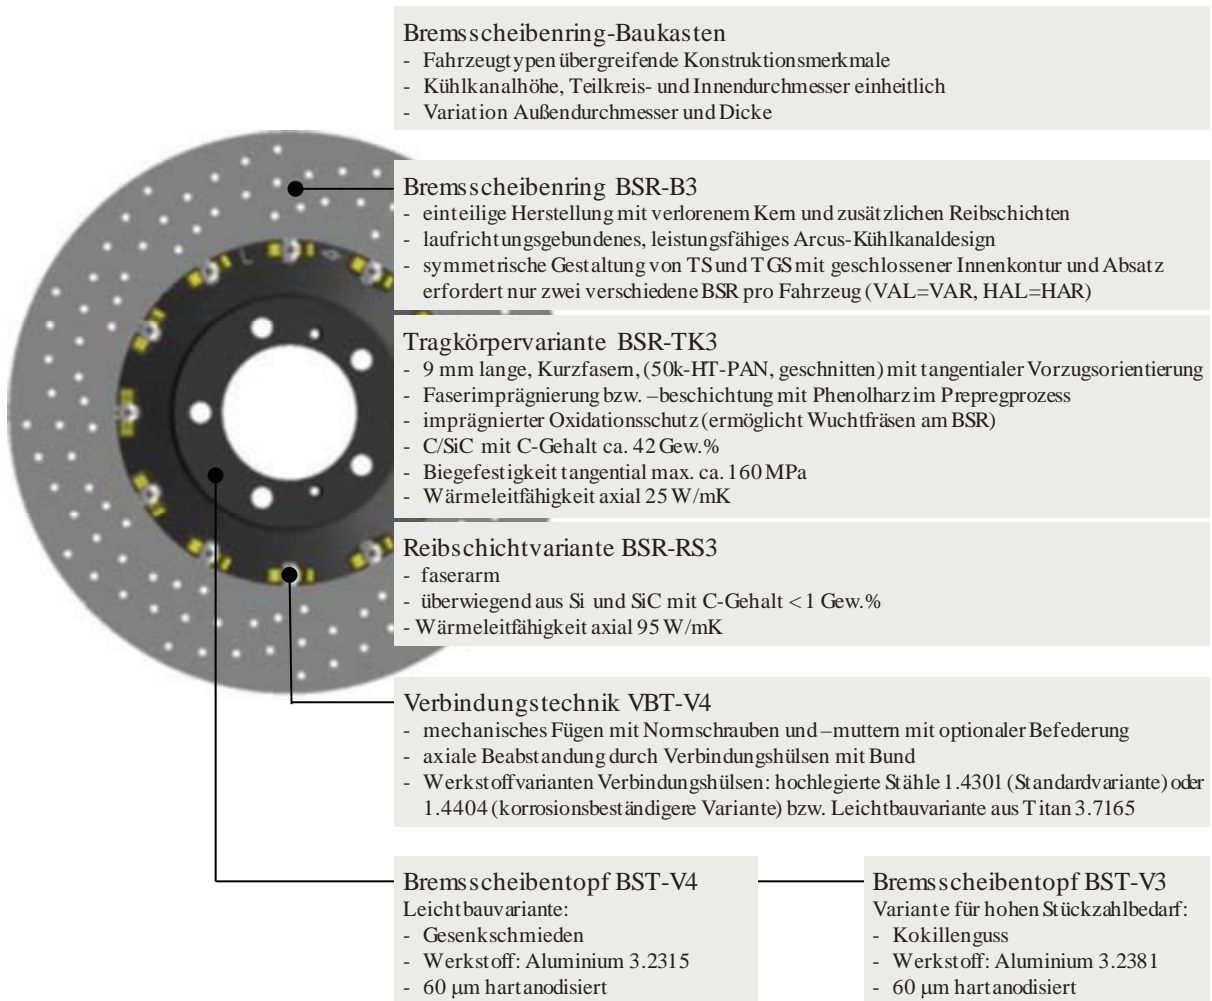 Bremsscheibenring-Baukasten
- Fahrzeugtypen übergreifende Konstruktionsmerkmale
- Kühlkanalhöhe, Teilkreis- und Innendurchmesser einheitlich
- Variation Außendurchmesser und Dicke
Bremsscheibenring BSR-B3
- einteilige Herstellung mit verlorenem Kern und zusätzlichen Reibschichten
- laufrichtungsgebundenes, leistungsfähiges Arcus-Kühlkanaldesign
- symmetrische Gestaltung von TS und TGS mit geschlossener Innenkontur und Absatz
erfordert nur zwei verschiedene BSR pro Fahrzeug (VAL=VAR, HAL=HAR)
Tragkörpervariante BSR-TK3
- 9 mm lange, Kurzfasern, (50k-HT-PAN, geschnitten) mit tangentialer Vorzugsorientierung
- Faserimprägnierung bzw. –beschichtung mit Phenolharz im Prepregprozess
- imprägnierter Oxidationsschutz (ermöglicht Wuchtfräsen am BSR)
- C/SiC mit C-Gehalt ca. 42 Gew.%
- Biegefestigkeit tangential max. ca. 160 MPa
- Wärmeleitfähigkeit axial 25 W/mK
Reibschichtvariante BSR-RS3
- faserarm
- überwiegend aus Si und SiC mit C-Gehalt < 1 Gew.%
- Wärmeleitfähigkeit axial 95 W/mK
Verbindungstechnik VBT-V4
- mechanisches Fügen mit Normschrauben und –muttern mit optionaler Befederung
- axiale Beabstandung durch Verbindungshülsen mit Bund
- Werkstoffvarianten Verbindungshülsen: hochlegierte Stähle 1.4301 (Standardvariante) oder
1.4404 (korrosionsbeständigere Variante) bzw. Leichtbauvariante aus Titan 3.7165
Bremsscheibentopf BST-V4
Leichtbauvariante:
- Gesenkschmieden
- Werkstoff: Aluminium 3.2315
- 60 µm hartanodisiert
Bremsscheibentopf BST-V3
Variante für hohen Stückzahlbedarf:
- Kokillenguss
- Werkstoff: Aluminium 3.2381
- 60 µm hartanodisiert